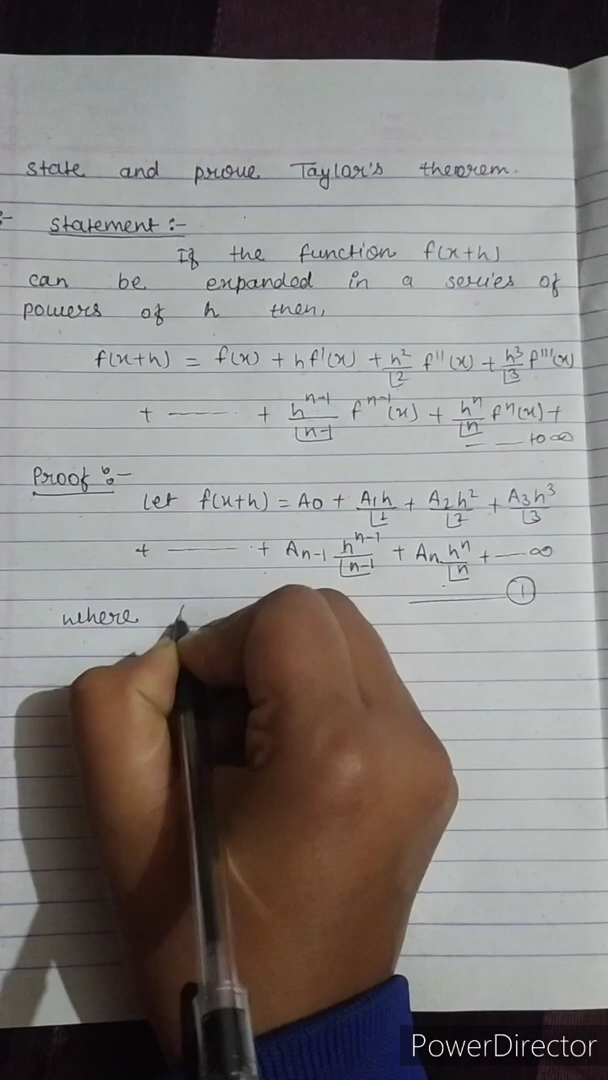 state and prove Taylor's theorem.
:- Statement :-
If the function f(x+h)
can be expanded in a series of
powers of h then,
f(x+h) = f(x) + hf'(x) + h²/⌊2 f''(x) + h³/⌊3 f'''(x)
+ ------ + hⁿ⁻¹/⌊n-1 fⁿ⁻¹(x) + hⁿ/⌊n fⁿ(x) +
- - - to ∞
Proof :-
Let f(x+h) = A0 + A1h/⌊1 + A2h²/⌊2 + A3h³/⌊3
+ ------ + An-1 hⁿ⁻¹/⌊n-1 + An hⁿ/⌊n + --- ∞
——— ①
where
PowerDirector